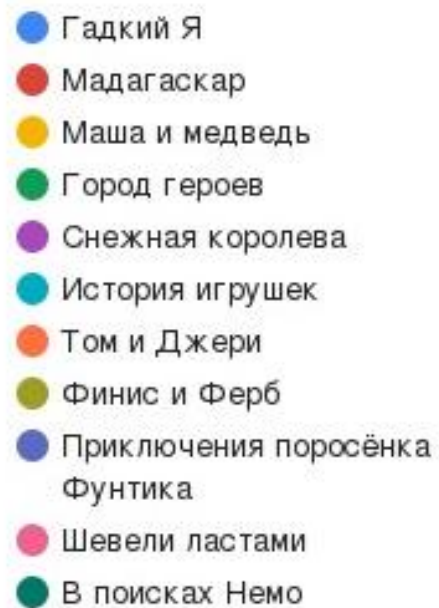 Гадкий Я
Мадагаскар
Маша и медведь
Город героев
Снежная королева
История игрушек
Том и Джери
Финис и Ферб
Приключения поросёнка
Фунтика
Шевели ластами
В поисках Немо